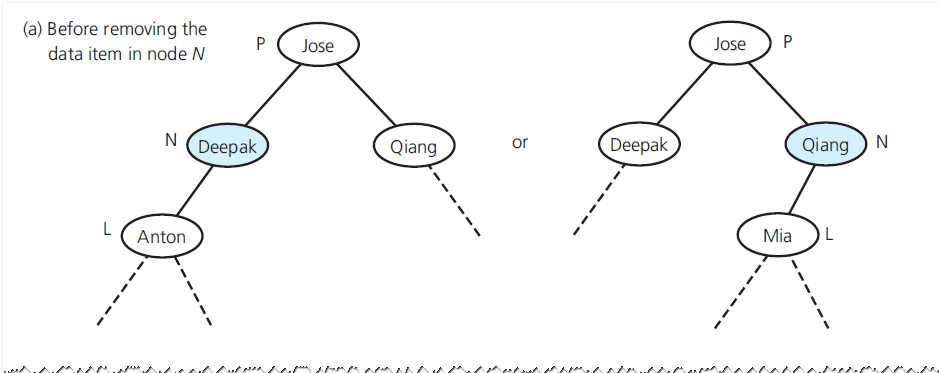 (a) Before removing the
data item in node N
P
Jose
Jose
P
N
Deepak
Qiang
or
Deepak
Qiang
N
L
Anton
Mia
L